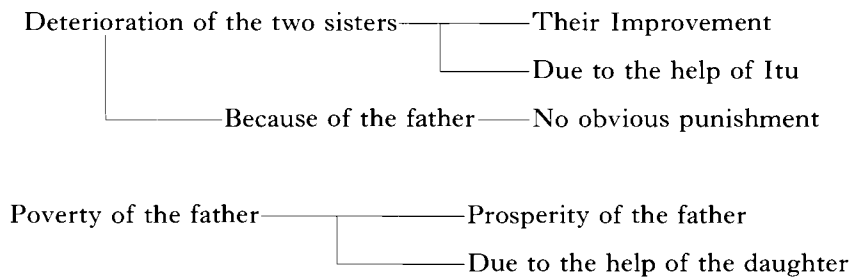 Deterioration of the two sisters Their Improvement
Due to the help of Itu
Because of the father No obvious punishment
Poverty of the father Prosperity of the father
Due to the help of the daughter